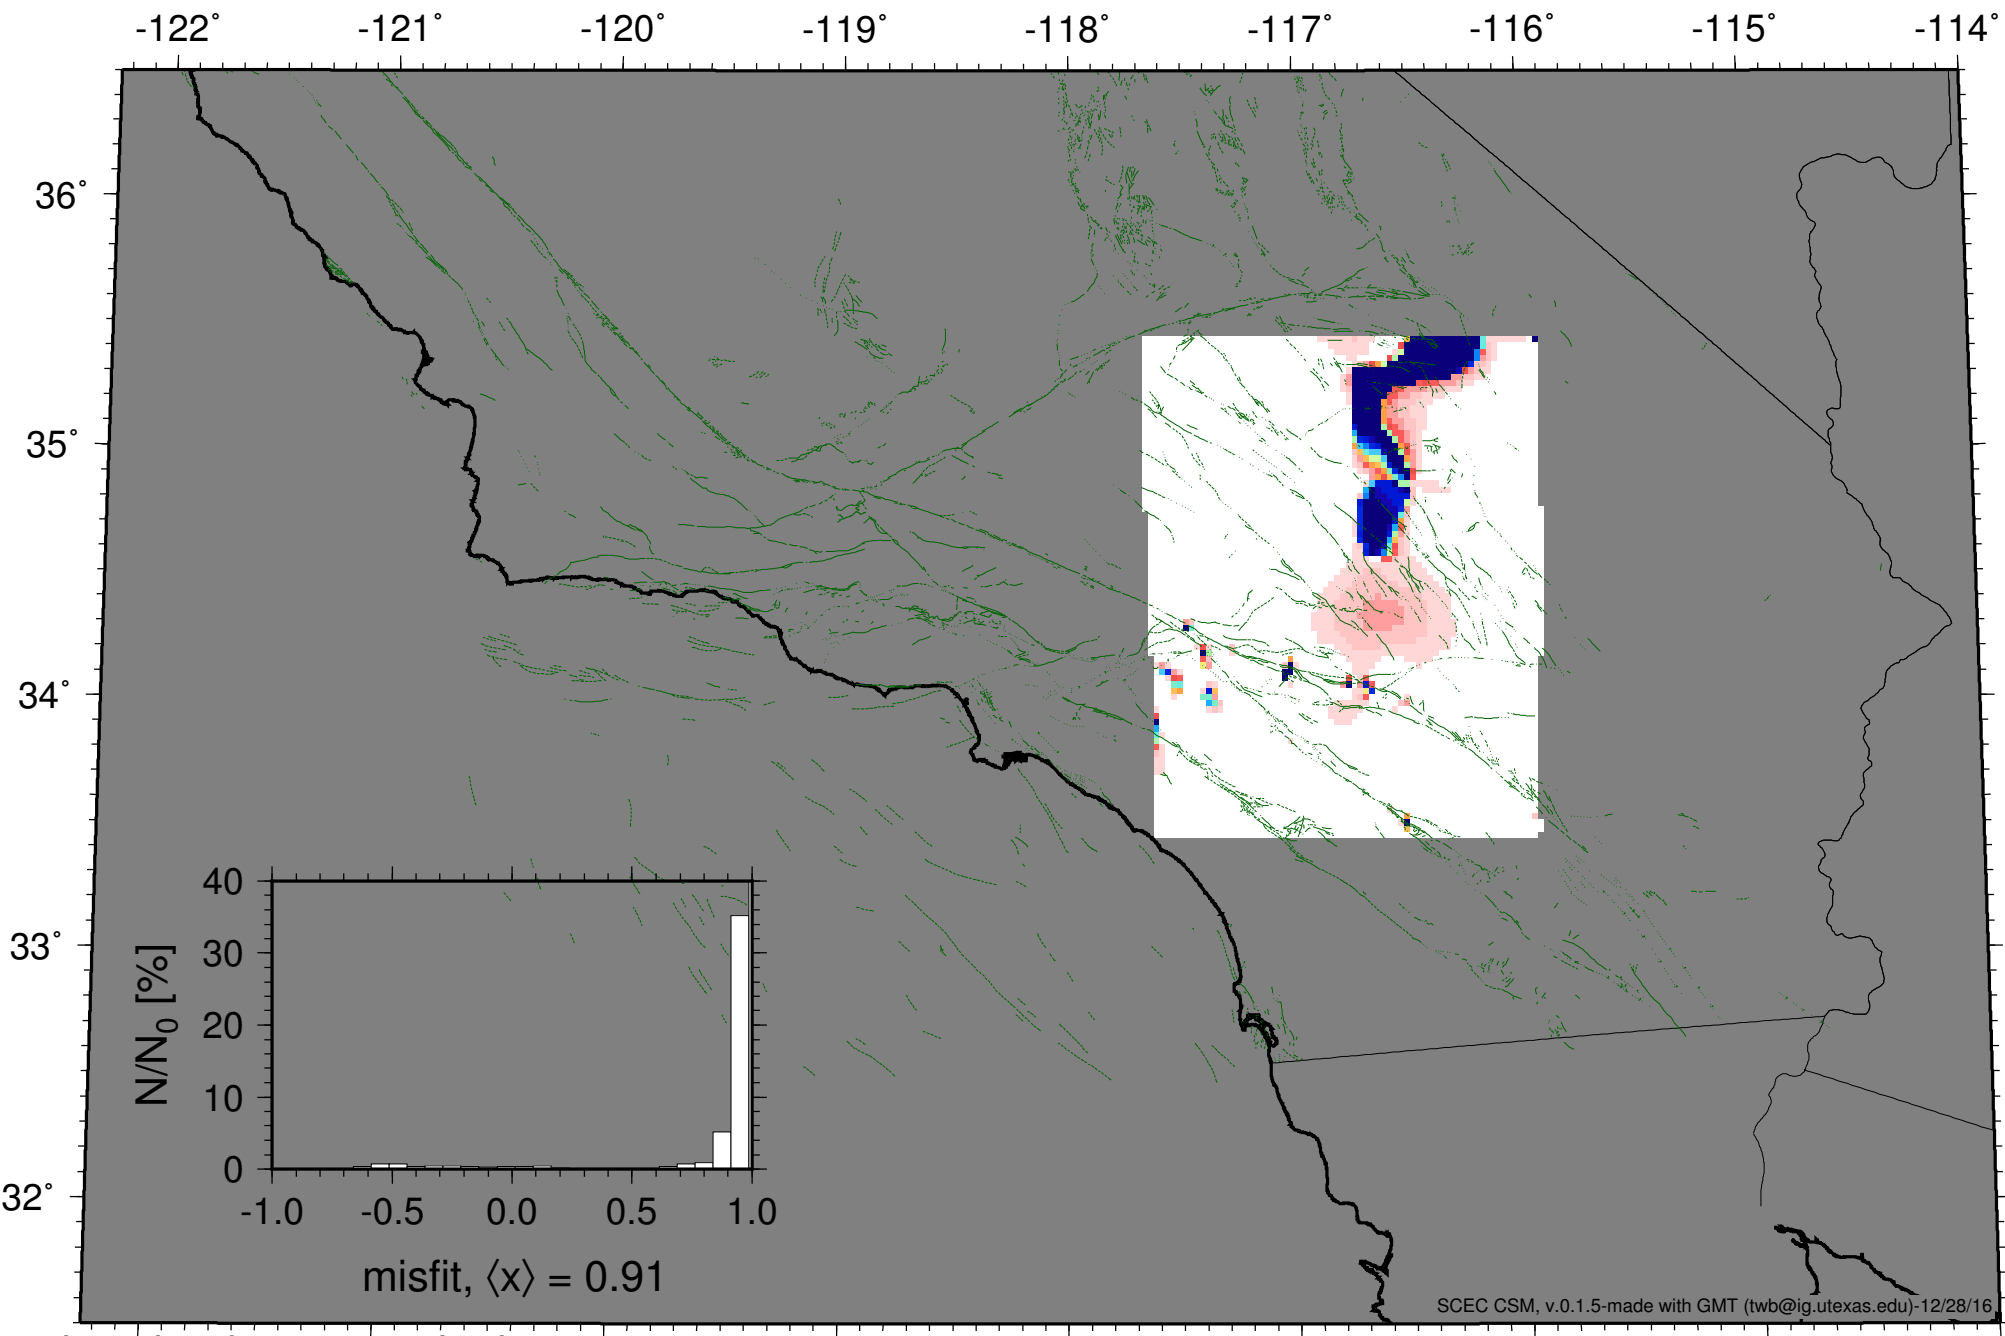 -122˚ -121˚ -120˚ -119˚ -118˚ -117˚ -116˚ -115˚ -114˚
36˚
35˚
34˚
33˚
32˚
40
30
20
10
0
N/N0 [%]
-1.0 -0.5 0.0 0.5 1.0
misfit, ⟨x⟩ = 0.91
SCEC CSM, v.0.1.5-made with GMT (twb@ig.utexas.edu)-12/28/16